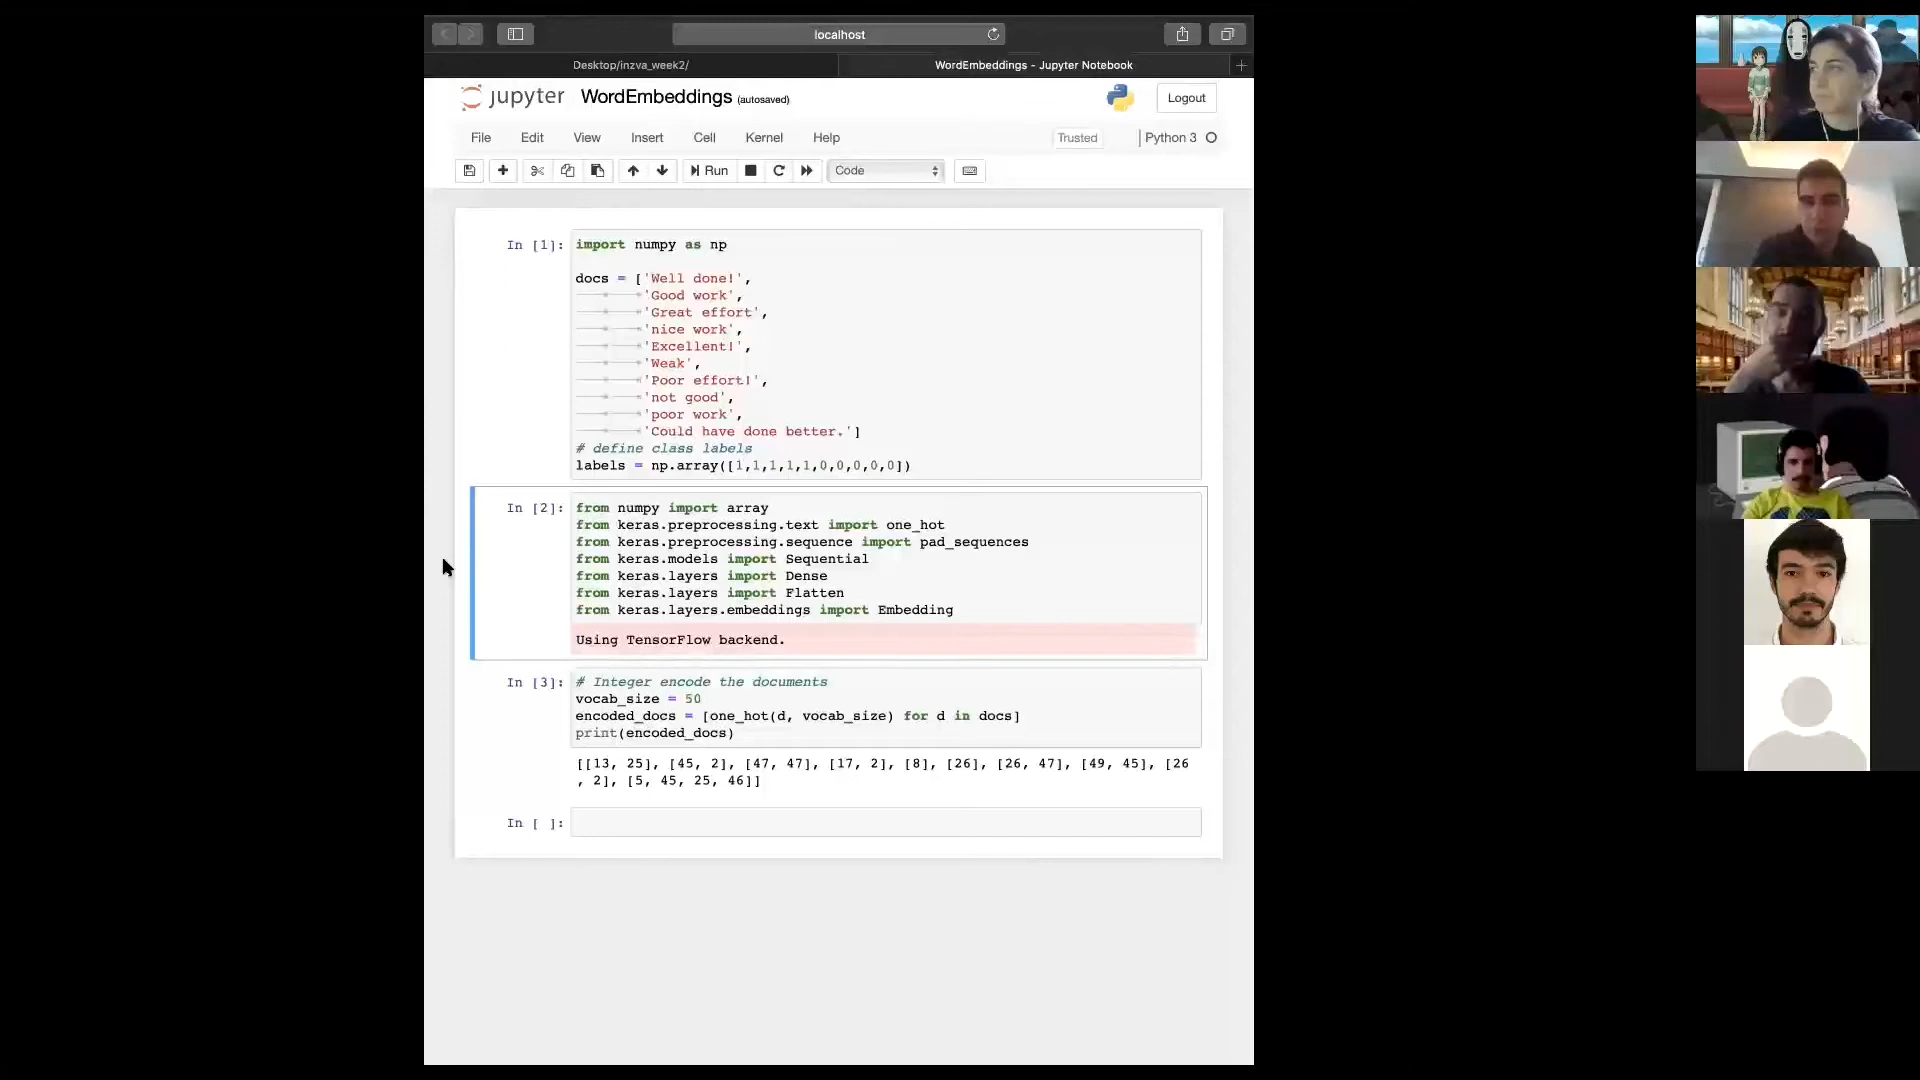 localhost
Desktop/inzva_week2/
WordEmbeddings - Jupyter Notebook
jupyter WordEmbeddings (autosaved)
Logout
File Edit View Insert Cell Kernel Help
Trusted
Python 3
Run
Code
In [1]: import numpy as np
docs = ['Well done!',
'Good work',
'Great effort',
'nice work',
'Excellent!',
'Weak',
'Poor effort!',
'not good',
'poor work',
'Could have done better.']
# define class labels
labels = np.array([1,1,1,1,1,0,0,0,0,0])
In [2]: from numpy import array
from keras.preprocessing.text import one_hot
from keras.preprocessing.sequence import pad_sequences
from keras.models import Sequential
from keras.layers import Dense
from keras.layers import Flatten
from keras.layers.embeddings import Embedding
Using TensorFlow backend.
In [3]: # Integer encode the documents
vocab_size = 50
encoded_docs = [one_hot(d, vocab_size) for d in docs]
print(encoded_docs)
[[13, 25], [45, 2], [47, 47], [17, 2], [8], [26], [26, 47], [49, 45], [26
, 2], [5, 45, 25, 46]]
In [ ]: